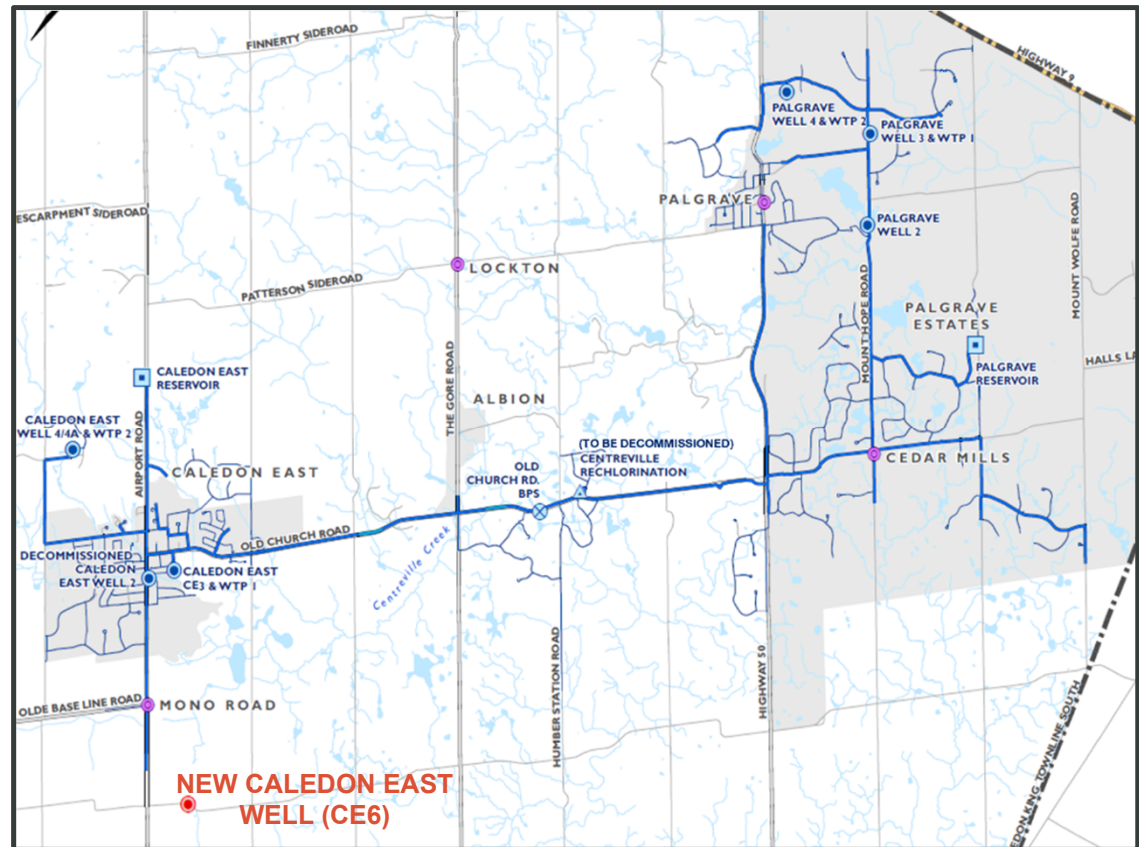 FINNERTY SIDEROAD
HIGHWAY 9
PALGRAVE
WELL 4 & WTP 2
PALGRAVE
WELL 3 & WTP 1
ESCARPMENT SIDEROAD
PALGRAVE
PALGRAVE
WELL 2
MOUNT WOLFE ROAD
LOCKTON
PATTERSON SIDEROAD
MOUNT HOPE ROAD
PALGRAVE
ESTATES
CALEDON EAST
RESERVOIR
THE GORE ROAD
PALGRAVE
RESERVOIR
HALLS LA
ALBION
CALEDON EAST
WELL 4/4A & WTP 2
AIRPORT ROAD
CALEDON EAST
(TO BE DECOMMISSIONED)
CENTREVILLE
RECHLORINATION
OLD
CHURCH RD.
BPS
CEDAR MILLS
OLD CHURCH ROAD
DECOMMISSIONED
CALEDON
EAST WELL 2
CALEDON EAST
CE3 & WTP 1
Centreville Creek
HUMBER STATION ROAD
HIGHWAY 50
OLDE BASE LINE ROAD
MONO ROAD
EDON KING TOWNLINE SOUTH
NEW CALEDON EAST
WELL (CE6)